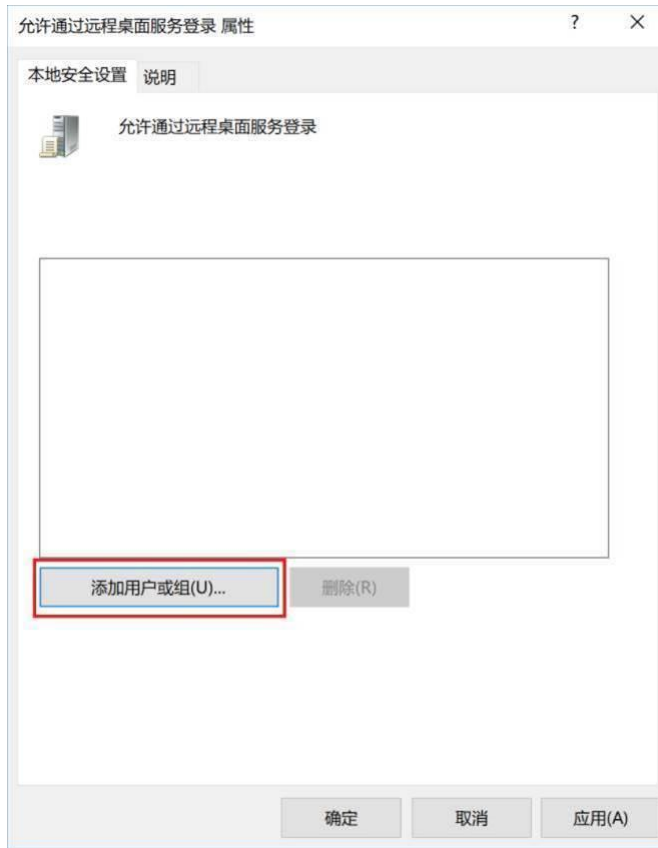 允许通过远程桌面服务登录 属性 ? ×
本地安全设置 说明
允许通过远程桌面服务登录
添加用户或组(U)... 删除(R)
确定 取消 应用(A)